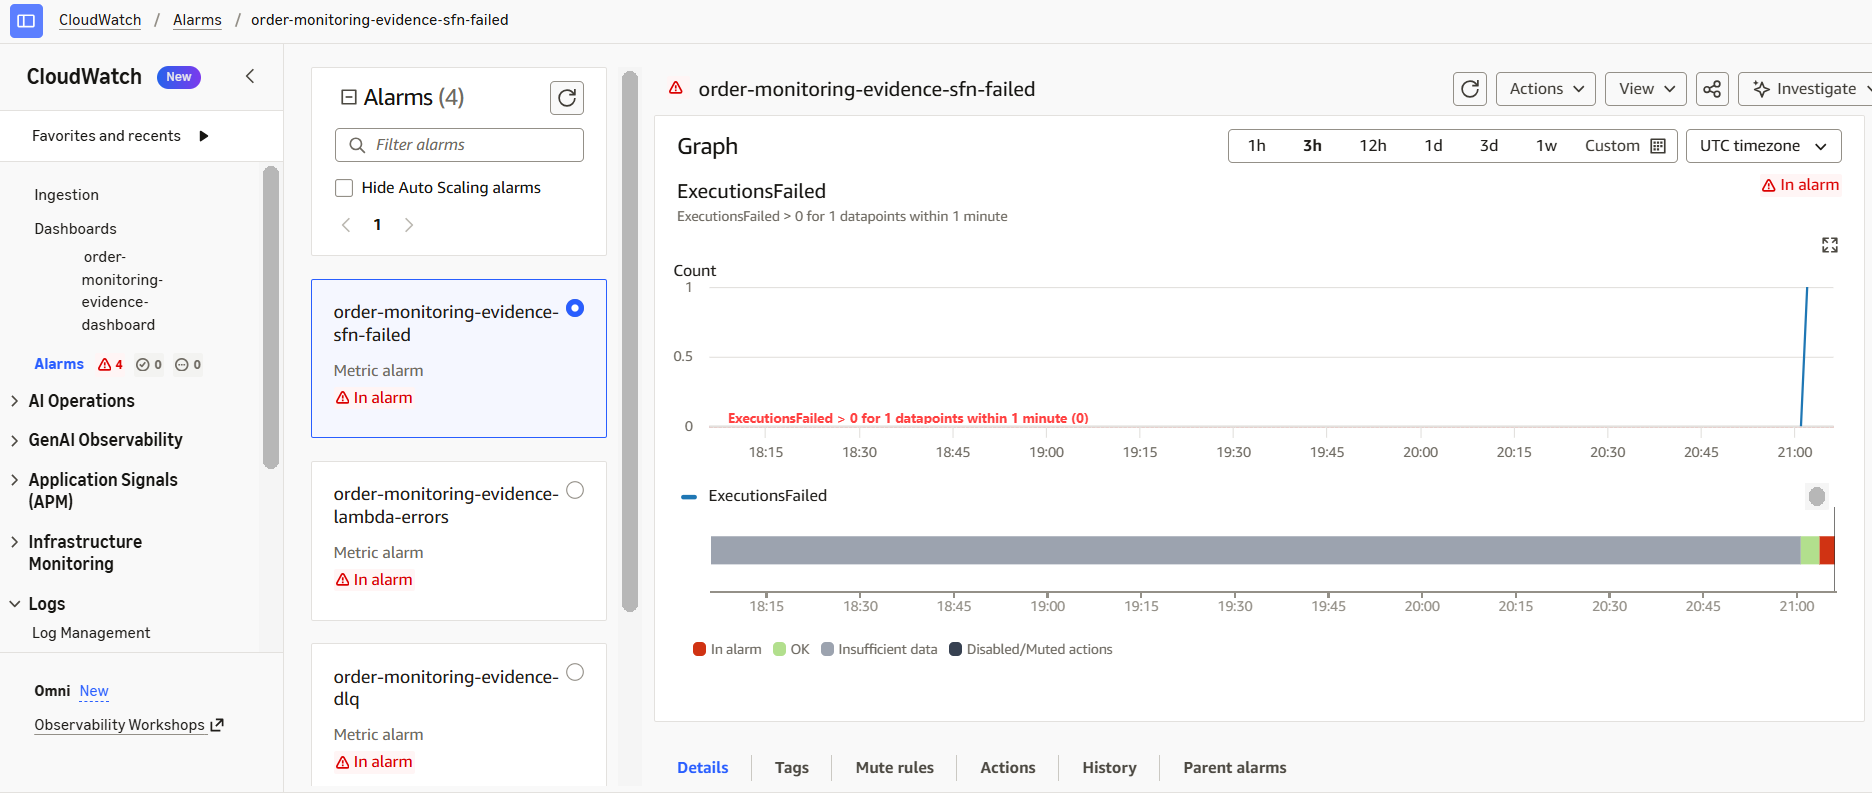 CloudWatch / Alarms / order-monitoring-evidence-sfn-failed
CloudWatch New
Favorites and recents
Ingestion
Dashboards
order-
monitoring-
evidence-
dashboard
Alarms 4 0 0
AI Operations
GenAI Observability
Application Signals
(APM)
Infrastructure
Monitoring
Logs
Log Management
Omni New
Observability Workshops
Alarms (4)
Filter alarms
Hide Auto Scaling alarms
1
order-monitoring-evidence-
sfn-failed
Metric alarm
In alarm
order-monitoring-evidence-
lambda-errors
Metric alarm
In alarm
order-monitoring-evidence-
dlq
Metric alarm
In alarm
order-monitoring-evidence-sfn-failed
Actions View Investigate
Graph
1h 3h 12h 1d 3d 1w Custom UTC timezone
ExecutionsFailed
In alarm
ExecutionsFailed > 0 for 1 datapoints within 1 minute
Count
1
0.5
ExecutionsFailed > 0 for 1 datapoints within 1 minute (0)
0
18:15 18:30 18:45 19:00 19:15 19:30 19:45 20:00 20:15 20:30 20:45 21:00
ExecutionsFailed
18:15 18:30 18:45 19:00 19:15 19:30 19:45 20:00 20:15 20:30 20:45 21:00
In alarm OK Insufficient data Disabled/Muted actions
Details Tags Mute rules Actions History Parent alarms